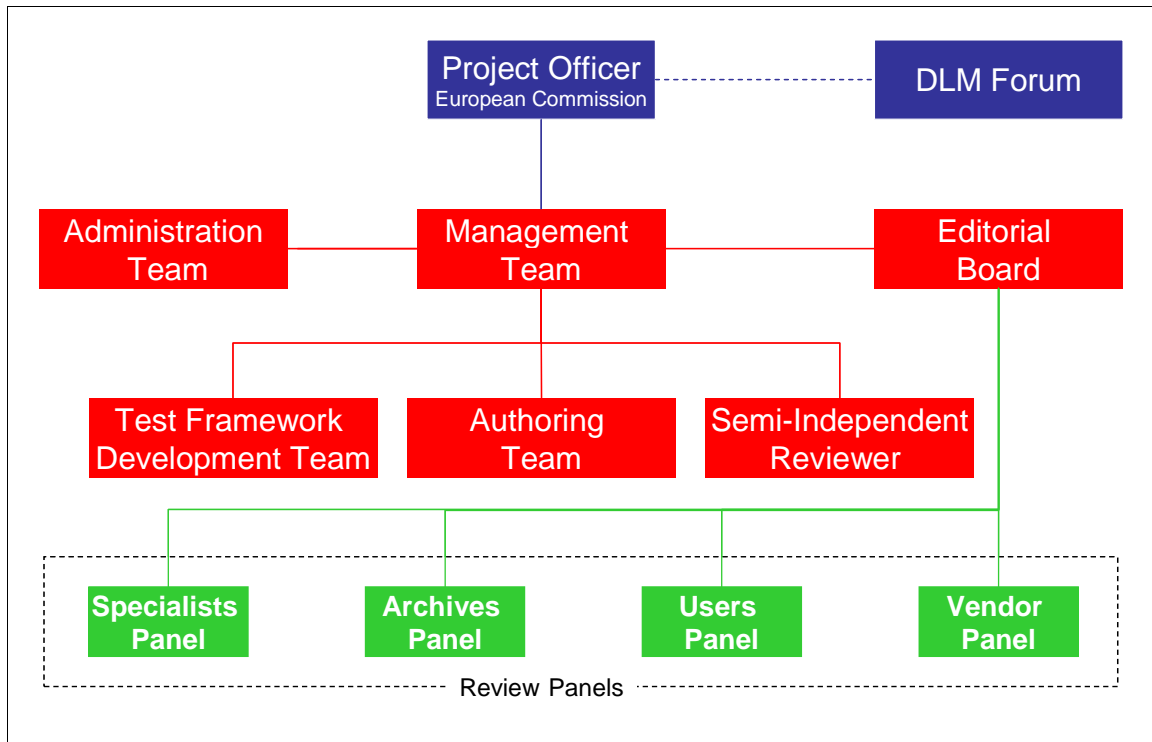 Project Officer
European Commission
DLM Forum
Administration
Team
Management
Team
Editorial
Board
Test Framework
Development Team
Authoring
Team
Semi-Independent
Reviewer
Specialists
Panel
Archives
Panel
Users
Panel
Vendor
Panel
Review Panels